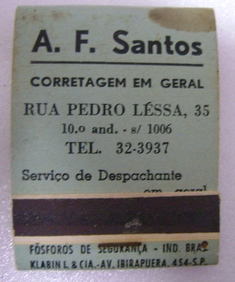 A. F. Santos
CORRETAGEM EM GERAL
RUA PEDRO LÉSSA, 35
10.o and. - s/ 1006
TEL. 32-3937
Serviço de Despachante
em geral
FÓSFOROS DE SEGURANÇA - IND. BRAS.
KLABIN I. & CIA.-AV. IBIRAPUERA, 454-S.P.